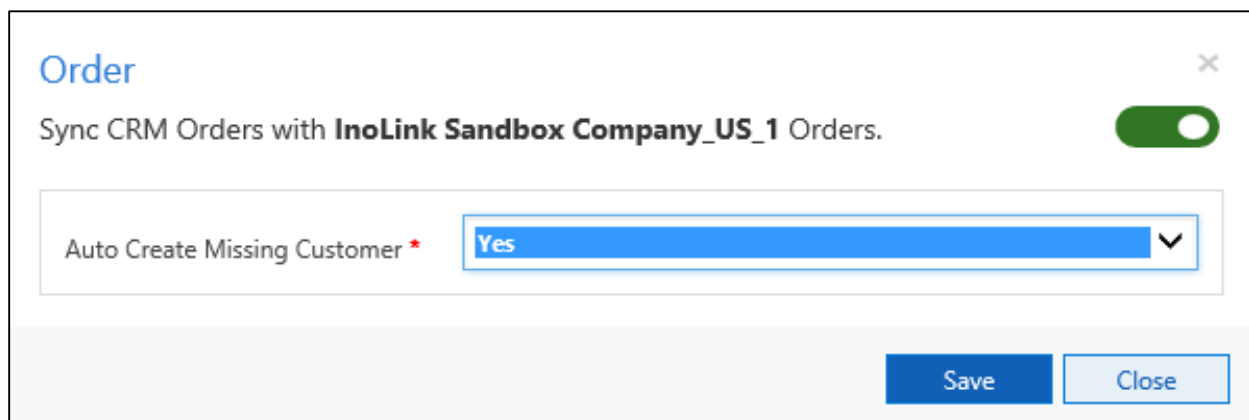 Order
Sync CRM Orders with InoLink Sandbox Company_US_1 Orders.
Auto Create Missing Customer *
Yes
Save
Close